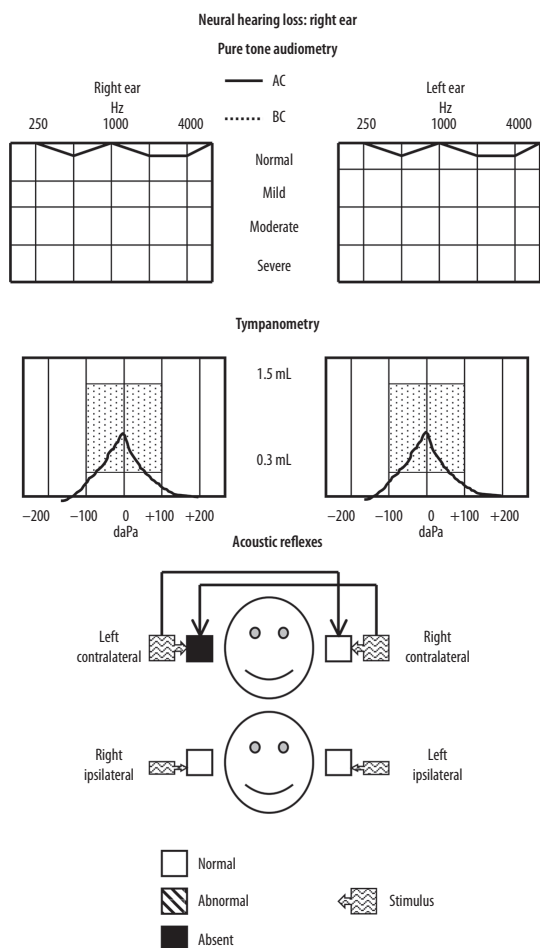 Neural hearing loss: right ear
Pure tone audiometry
AC
BC
Right ear
Hz
250 1000 4000
Left ear
Hz
250 1000 4000
Normal
Mild
Moderate
Severe
Tympanometry
1.5 mL
0.3 mL
−200 −100 0 +100 +200
daPa
−200 −100 0 +100 +200
daPa
Acoustic reflexes
Left
contralateral
Right
contralateral
Right
ipsilateral
Left
ipsilateral
Normal
Abnormal
Absent
Stimulus